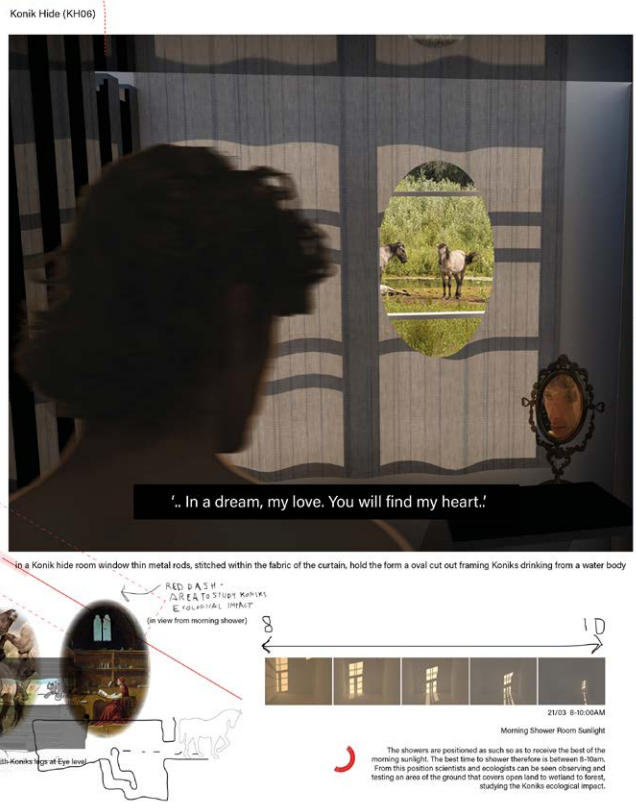 Konik Hide (KH06)
'.. In a dream, my love. You will find my heart..'
in a Konik hide room window thin metal rods, stitched within the fabric of the curtain, hold the form a oval cut out framing Koniks drinking from a water body
RED DASH -
AREA TO STUDY KONIKS
ECOLOGICAL IMPACT
(in view from morning shower)
8
10
21/03 8-10:00AM
Morning Shower Room Sunlight
The showers are positioned as such so as to receive the best of the
morning sunlight. The best time to shower therefore is between 8-10am.
From this position scientists and ecologists can be seen observing and
testing an area of the ground that covers open land to wetland to forest,
studying the Koniks ecological impact.
ith Koniks legs at Eye level